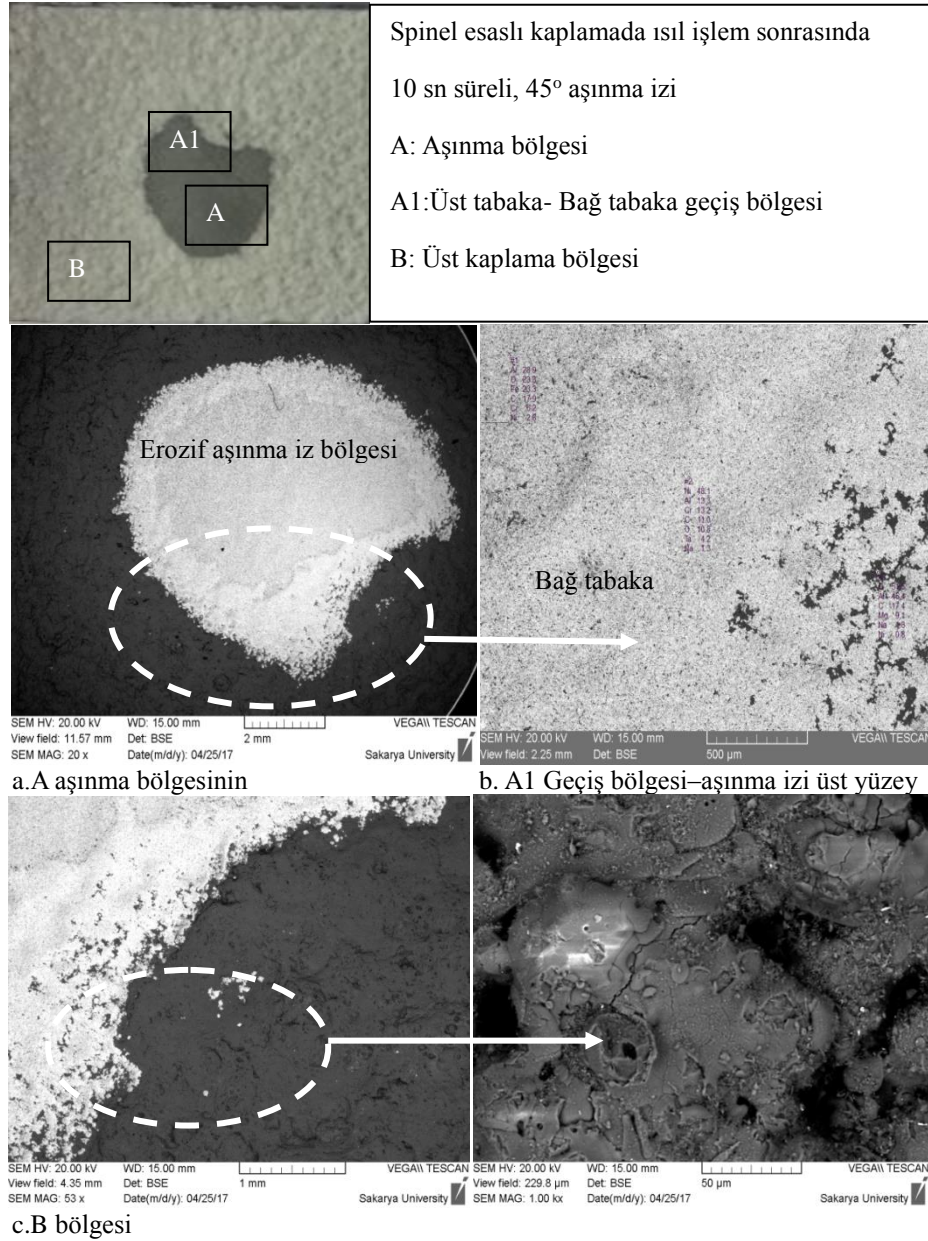 A1
A
B
Spinel esaslı kaplamada ısıl işlem sonrasında
10 sn süreli, 45° aşınma izi
A: Aşınma bölgesi
A1:Üst tabaka- Bağ tabaka geçiş bölgesi
B: Üst kaplama bölgesi
Erozif aşınma iz bölgesi
SEM HV: 20.00 kV WD: 15.00 mm VEGA\\ TESCAN
View field: 11.57 mm Det: BSE 2 mm
SEM MAG: 20 x Date(m/d/y): 04/25/17 Sakarya University
Bağ tabaka
SEM HV: 20.00 kV WD: 15.00 mm VEGA\\ TESCAN
View field: 2.25 mm Det: BSE 500 µm
a.A aşınma bölgesinin
b. A1 Geçiş bölgesi–aşınma izi üst yüzey
SEM HV: 20.00 kV WD: 15.00 mm VEGA\\ TESCAN
View field: 4.35 mm Det: BSE 1 mm
SEM MAG: 53 x Date(m/d/y): 04/25/17 Sakarya University
SEM HV: 20.00 kV WD: 15.00 mm VEGA\\ TESCAN
View field: 229.8 µm Det: BSE 50 µm
SEM MAG: 1.00 kx Date(m/d/y): 04/25/17 Sakarya University
c.B bölgesi